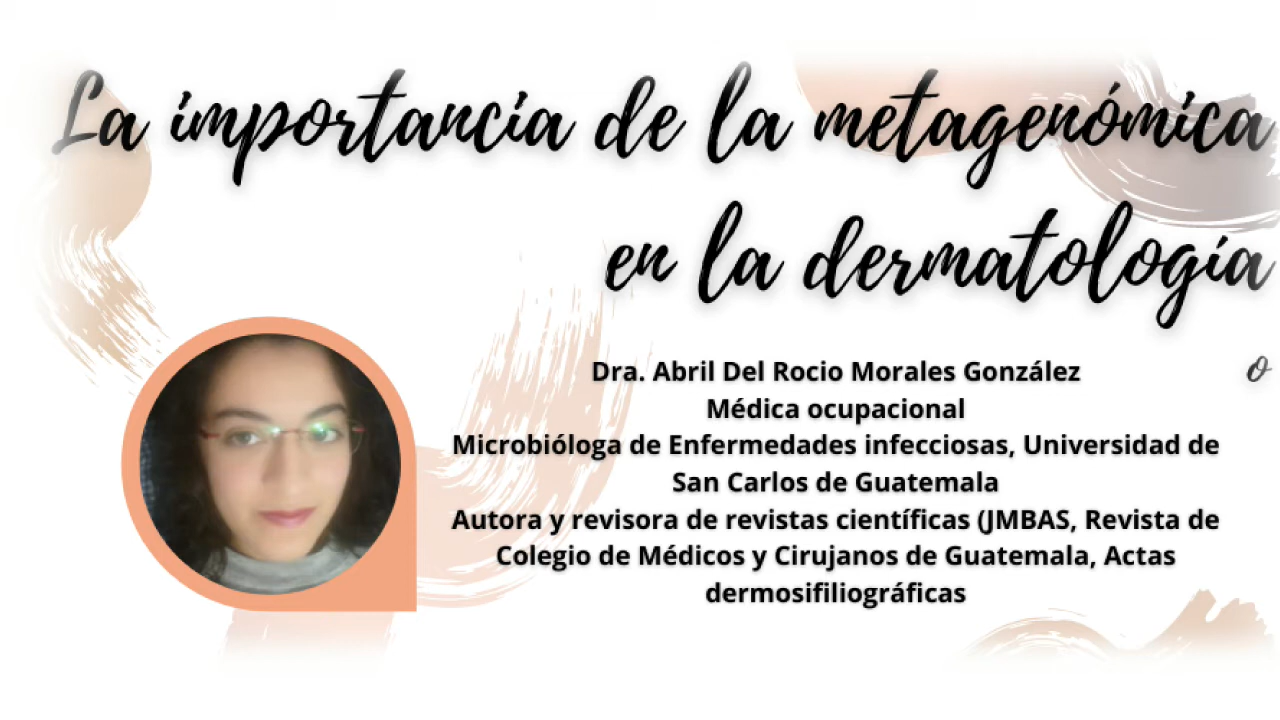 La importancia de la metagenómica
en la dermatología
o
Dra. Abril Del Rocio Morales González
Médica ocupacional
Microbióloga de Enfermedades infecciosas, Universidad de
San Carlos de Guatemala
Autora y revisora de revistas científicas (JMBAS, Revista de
Colegio de Médicos y Cirujanos de Guatemala, Actas
dermosifiliográficas